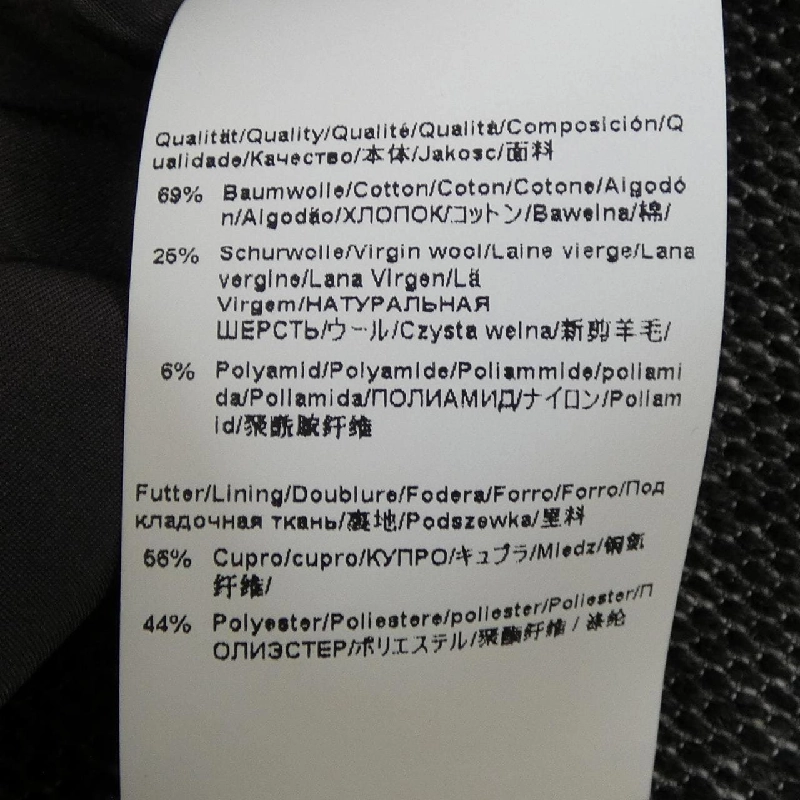 Qualität/Quality/Qualité/Qualità/Composición/Q
ualidade/Качество/本体/Jakosc/面料
69% Baumwolle/Cotton/Coton/Cotone/Algodó
n/Algodão/ХЛОПОК/コットン/Bawelna/棉/
25% Schurwolle/Virgin wool/Laine vierge/Lana
vergine/Lana Virgen/Lã
Virgem/НАТУРАЛЬНАЯ
ШЕРСТЬ/ウール/Czysta welna/新剪羊毛/
6% Polyamid/Polyamide/Poliammide/poliami
da/Poliamida/ПОЛИАМИД/ナイロン/Poliam
id/聚酰胺纤维
Futter/Lining/Doublure/Fodera/Forro/Forro/Под
кладочная ткань/裏地/Podszewka/里料
56% Cupro/cupro/КУПРО/キュプラ/Miedz/铜氨
纤维/
44% Polyester/Poliestere/poliester/Poliester/П
ОЛИЭСТЕР/ポリエステル/聚酯纤维 / 涤纶